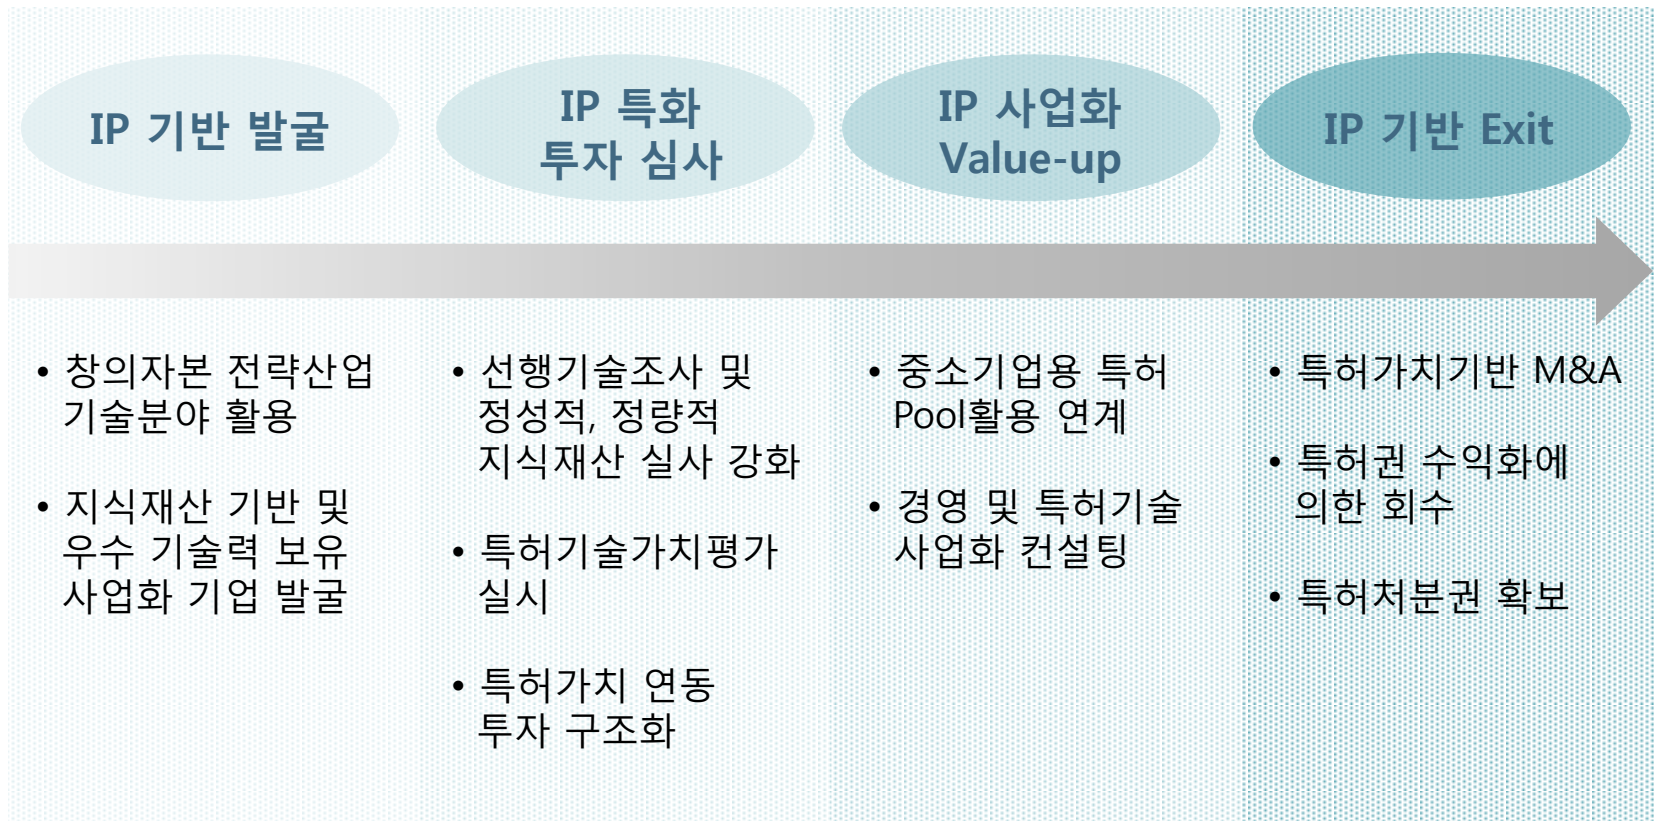 IP 기반 발굴
IP 특화
투자 심사
IP 사업화
Value-up
IP 기반 Exit
• 창의자본 전략산업
기술분야 활용
• 지식재산 기반 및
우수 기술력 보유
사업화 기업 발굴
• 선행기술조사 및
정성적, 정량적
지식재산 실사 강화
• 특허기술가치평가
실시
• 특허가치 연동
투자 구조화
• 중소기업용 특허
Pool활용 연계
• 경영 및 특허기술
사업화 컨설팅
• 특허가치기반 M&A
• 특허권 수익화에
의한 회수
• 특허처분권 확보